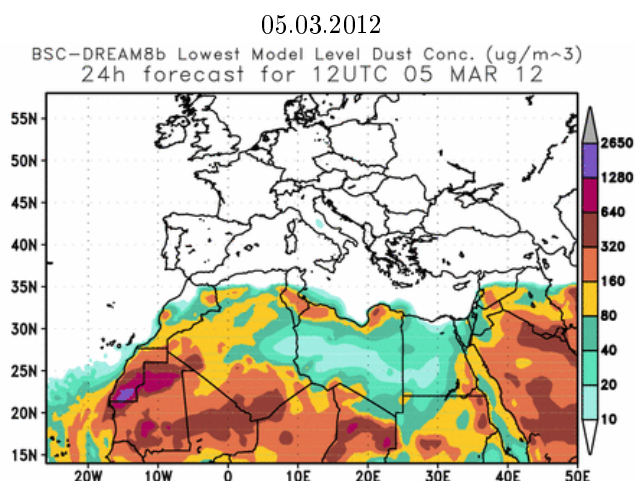 05.03.2012
BSC-DREAM8b Lowest Model Level Dust Conc. (ug/m^3)
24h forecast for 12UTC 05 MAR 12
55N
50N
45N
40N
35N
30N
25N
20N
15N
20W 10W 0 10E 20E 30E 40E 50E
2650
1280
640
320
160
80
40
20
10